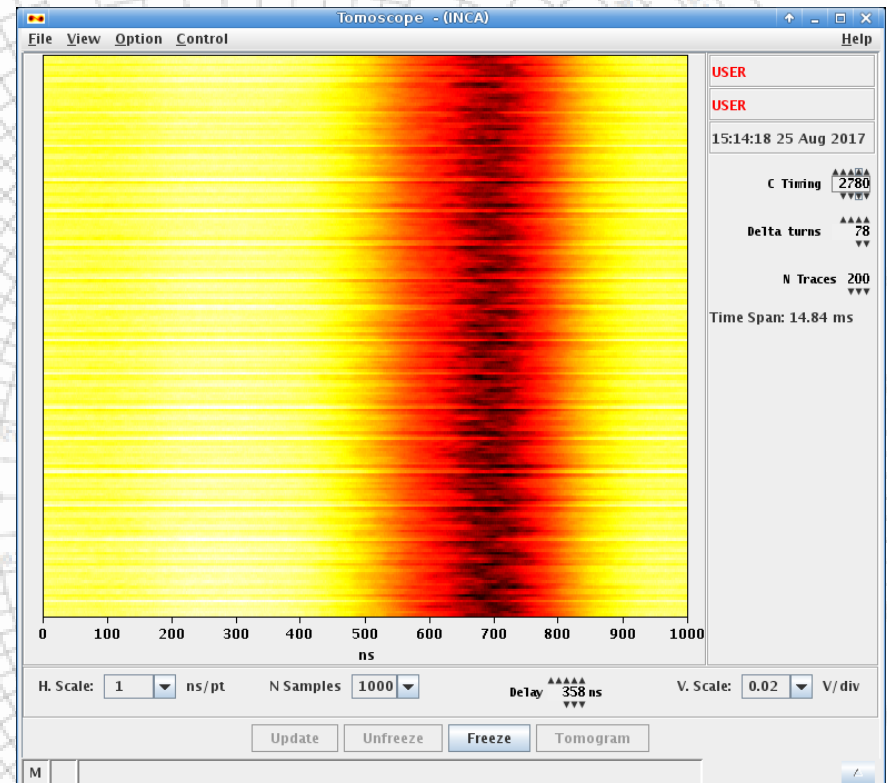 Tomoscope - (INCA)
File View Option Control Help
USER
USER
15:14:18 25 Aug 2017
C Timing 2780
Delta turns 78
N Traces 200
Time Span: 14.84 ms
0 100 200 300 400 500 600 700 800 900 1000
ns
H. Scale: 1 ns/pt N Samples 1000 Delay 358 ns V. Scale: 0.02 V/div
Update Unfreeze Freeze Tomogram
M